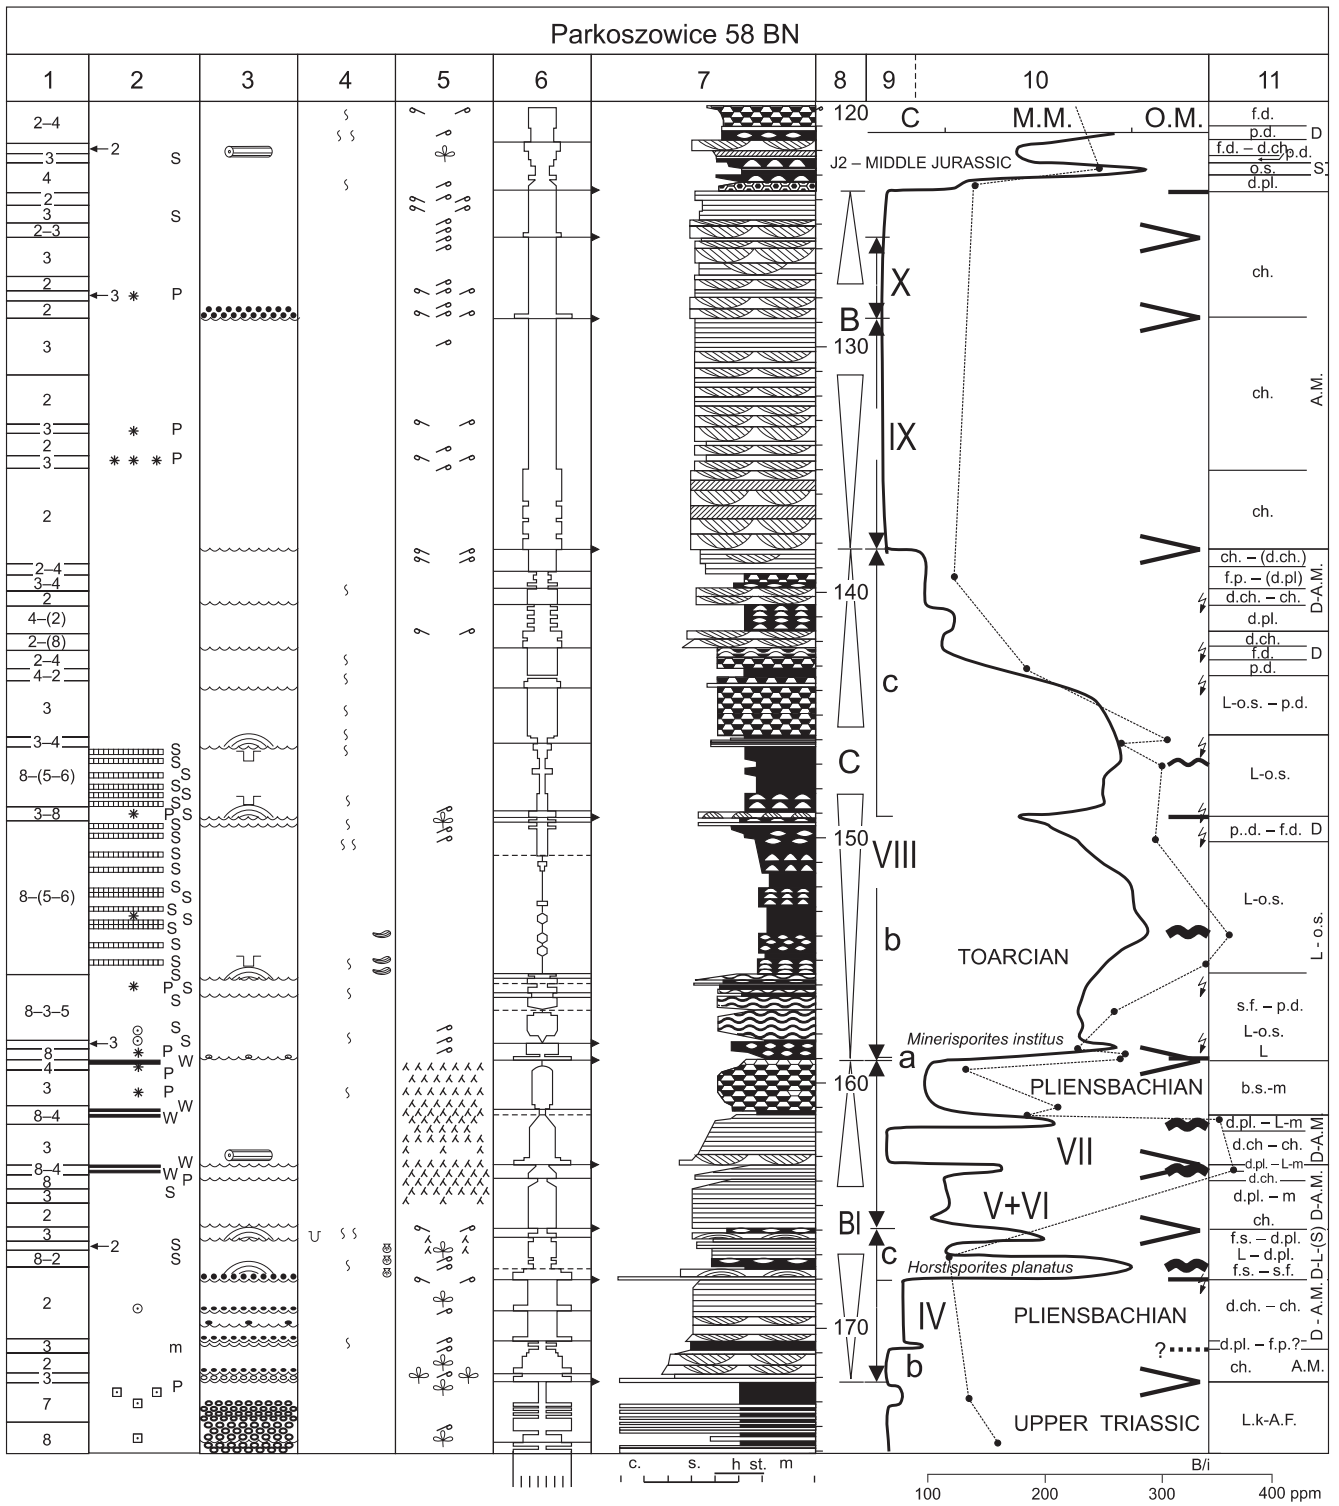 Parkoszowice 58 BN
1 2 3 4 5 6 7 8 9 10 11
C M.M. O.M.
J2 – MIDDLE JURASSIC
2–4
2
3
4
2
3
2–3
3
2
3
2
3
2
3
2
3
2
2–4
3–4
2
4–(2)
2–(8)
2–4
4–2
3
3–4
8–(5–6)
3–8
8–(5–6)
8–3–5
3
8
4
3
8–4
3
8–4
8
3
2
3
2
8–2
2
3
2
3
7
8
S
S
P
P
P
S
S
S
S
S
S
S
P S
S
S
S
S
S
S
S
S
S
S
S
S
P S
S
S
S
P
W
P
P
W
W
W
P
S
S
S
m
P
120
130
140
150
160
170
B
C
BI
X
IX
c
VIII
b
a
VII
V+VI
c
IV
b
TOARCIAN
Minerisporites institus
PLIENSBACHIAN
Horstisporites planatus
PLIENSBACHIAN
?
UPPER TRIASSIC
f.d.
p.d. D
f.d. – d.ch.
p.d.
o.s. S
d.pl.
ch.
ch.
A.M.
ch.
ch. – (d.ch.)
f.p. – (d.pl)
d.ch. – ch.
D-A.M.
d.pl.
d.ch.
f.d. D
p.d.
L-o.s. – p.d.
L-o.s.
p..d. – f.d. D
L-o.s.
L - o.s.
s.f. – p.d.
L-o.s.
L
b.s.-m
d.pl. – L-m
D-A.M
d.ch – ch.
d.pl. – L-m
d.ch.
d.pl. – m
D-A.M.
ch.
f.s. – d.pl.
L – d.pl.
D-L-(S)
f.s. – s.f.
d.ch. – ch.
D - A.M.
d.pl – f.p.?
ch. A.M.
L.k-A.F.
c. s. h st. m
B/i
100 200 300 400 ppm